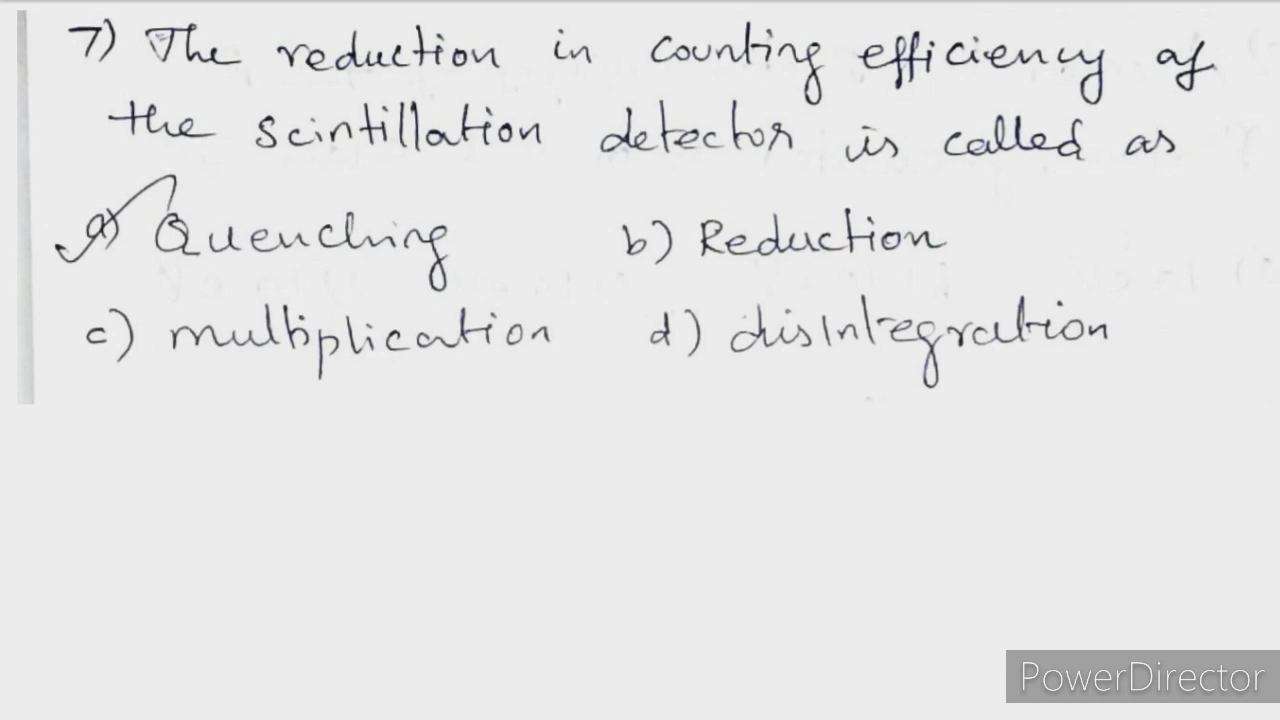 7) The reduction in counting efficiency of
the scintillation detector is called as
a) Quenching b) Reduction
c) multiplication d) disintegration
PowerDirector